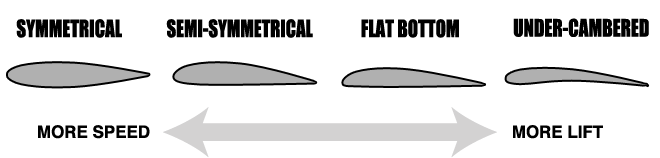 SYMMETRICAL
SEMI-SYMMETRICAL
FLAT BOTTOM
UNDER-CAMBERED
MORE SPEED
MORE LIFT